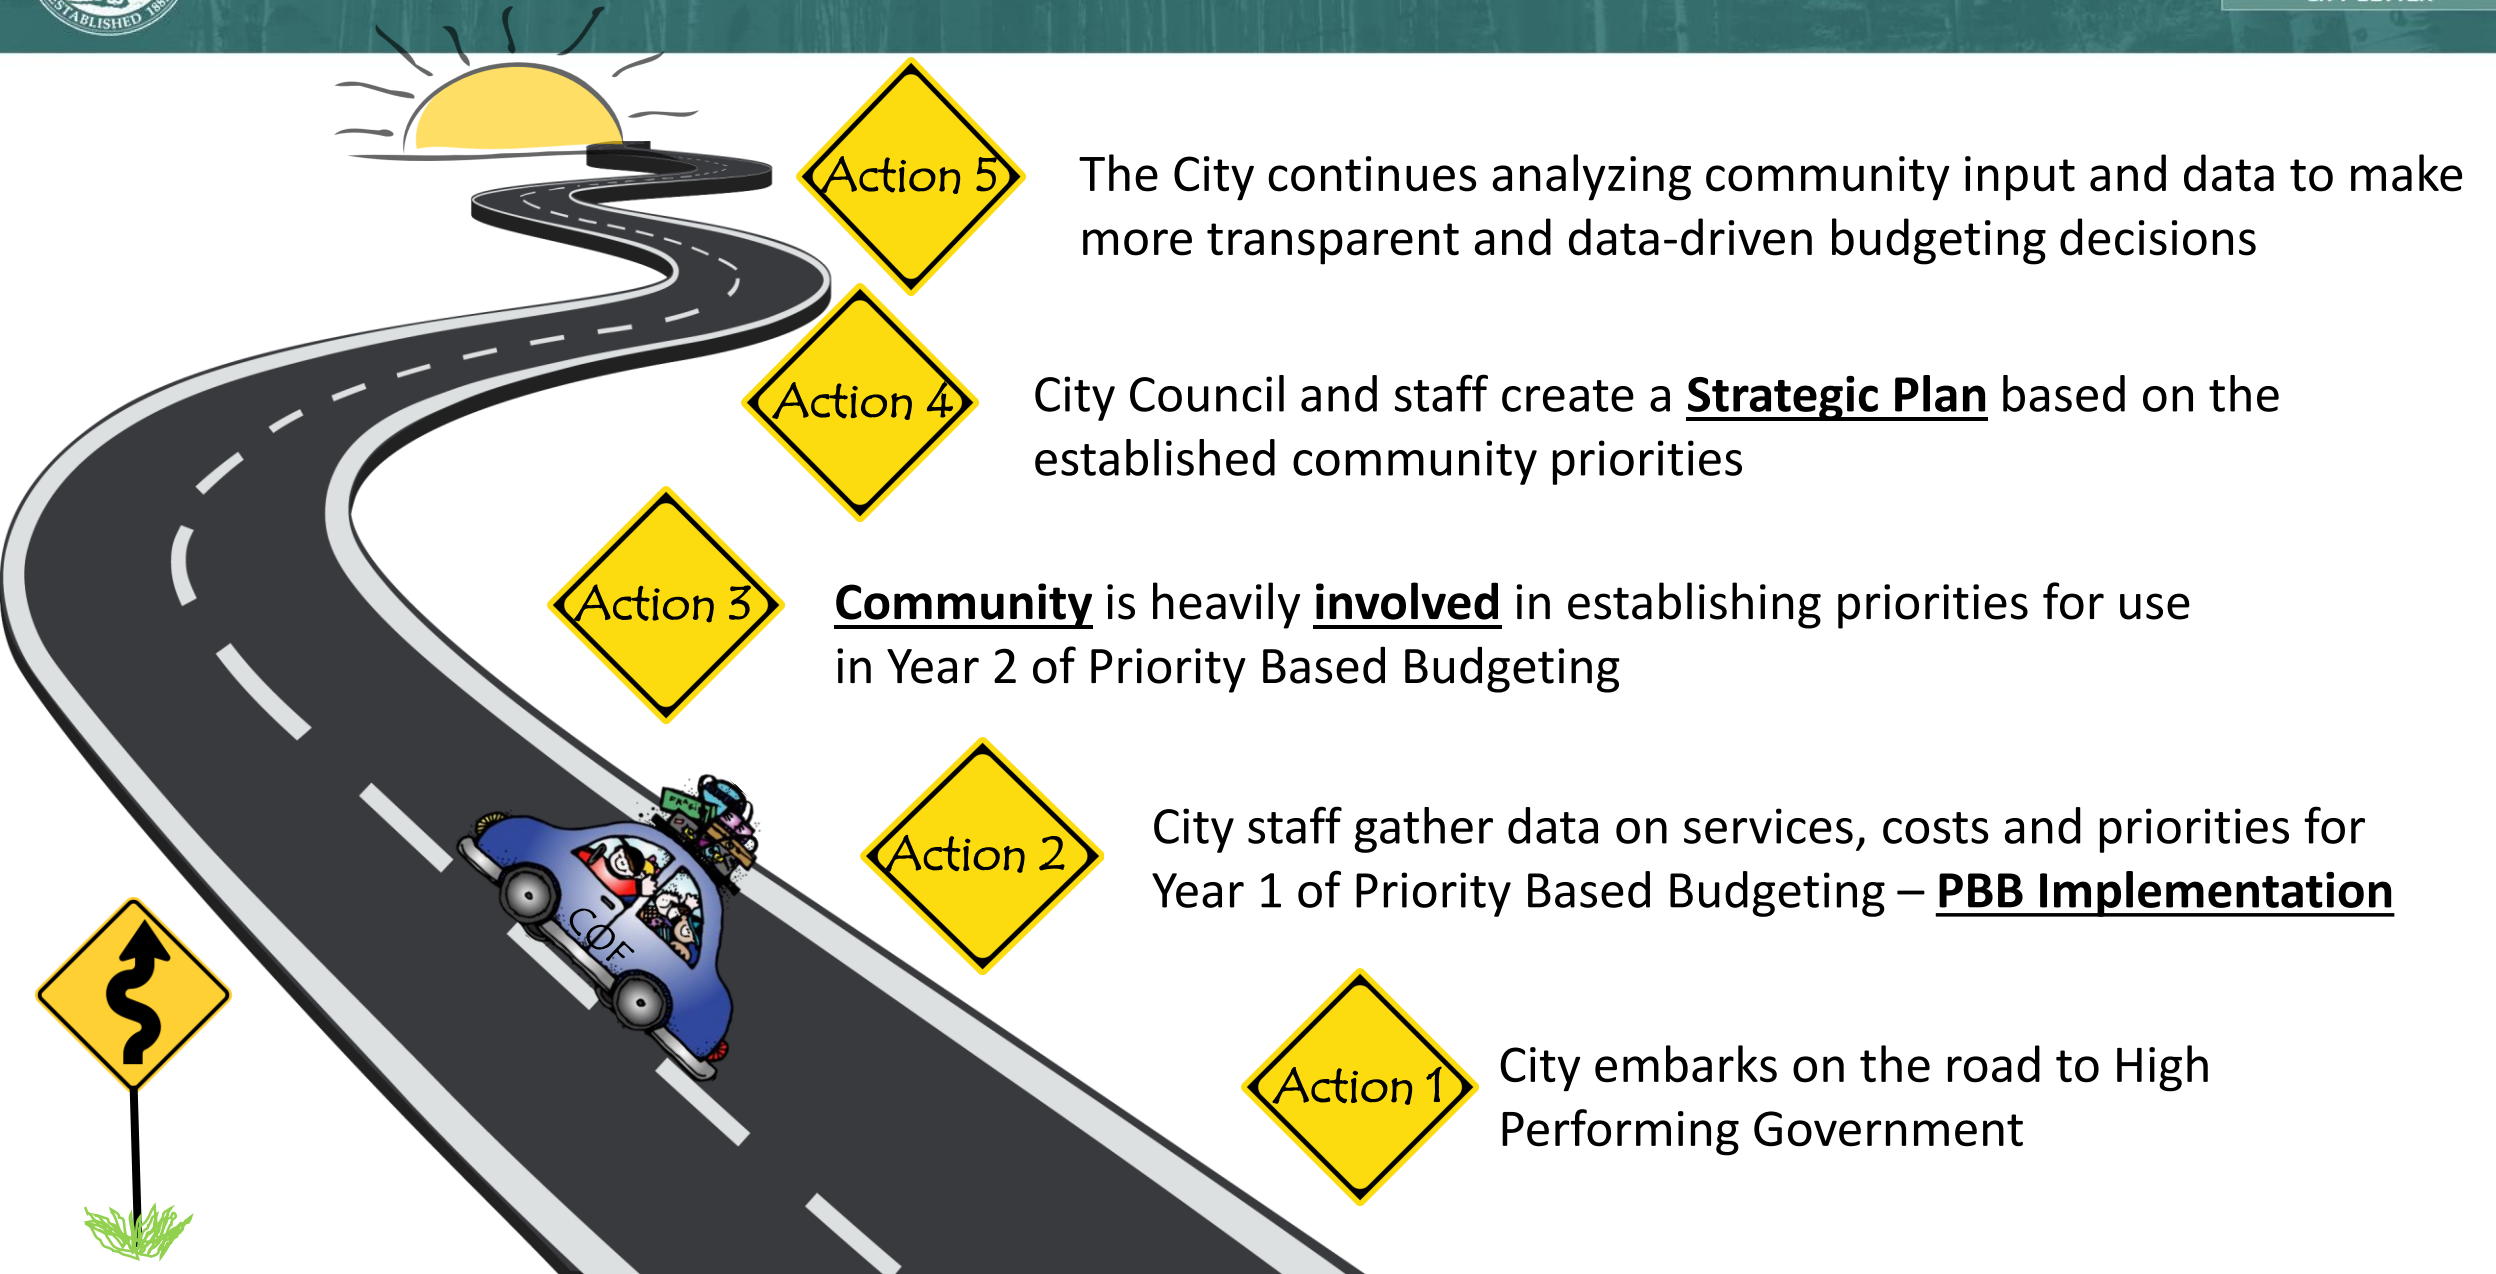 ESTABLISHED
Action 5
The City continues analyzing community input and data to make
more transparent and data-driven budgeting decisions
Action 4
City Council and staff create a Strategic Plan based on the
established community priorities
Action 3
Community is heavily involved in establishing priorities for use
in Year 2 of Priority Based Budgeting
Action 2
City staff gather data on services, costs and priorities for
Year 1 of Priority Based Budgeting – PBB Implementation
COF
Action 1
City embarks on the road to High
Performing Government